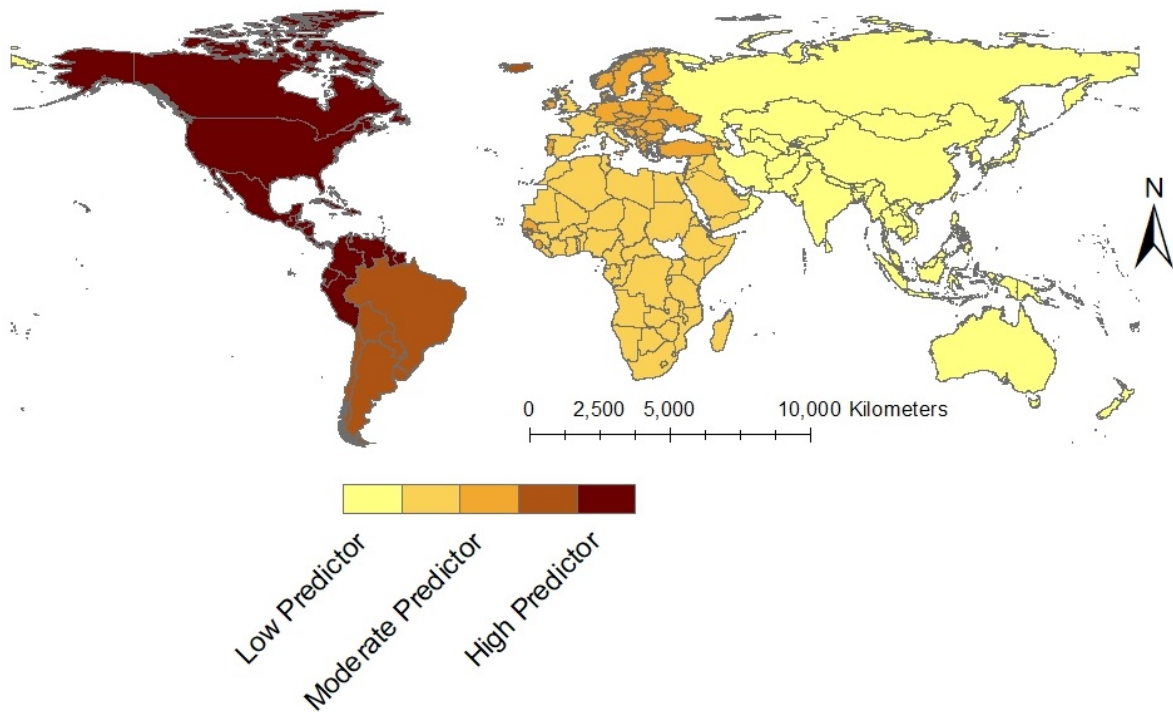 N
0 2,500 5,000 10,000 Kilometers
Low Predictor
Moderate Predictor
High Predictor